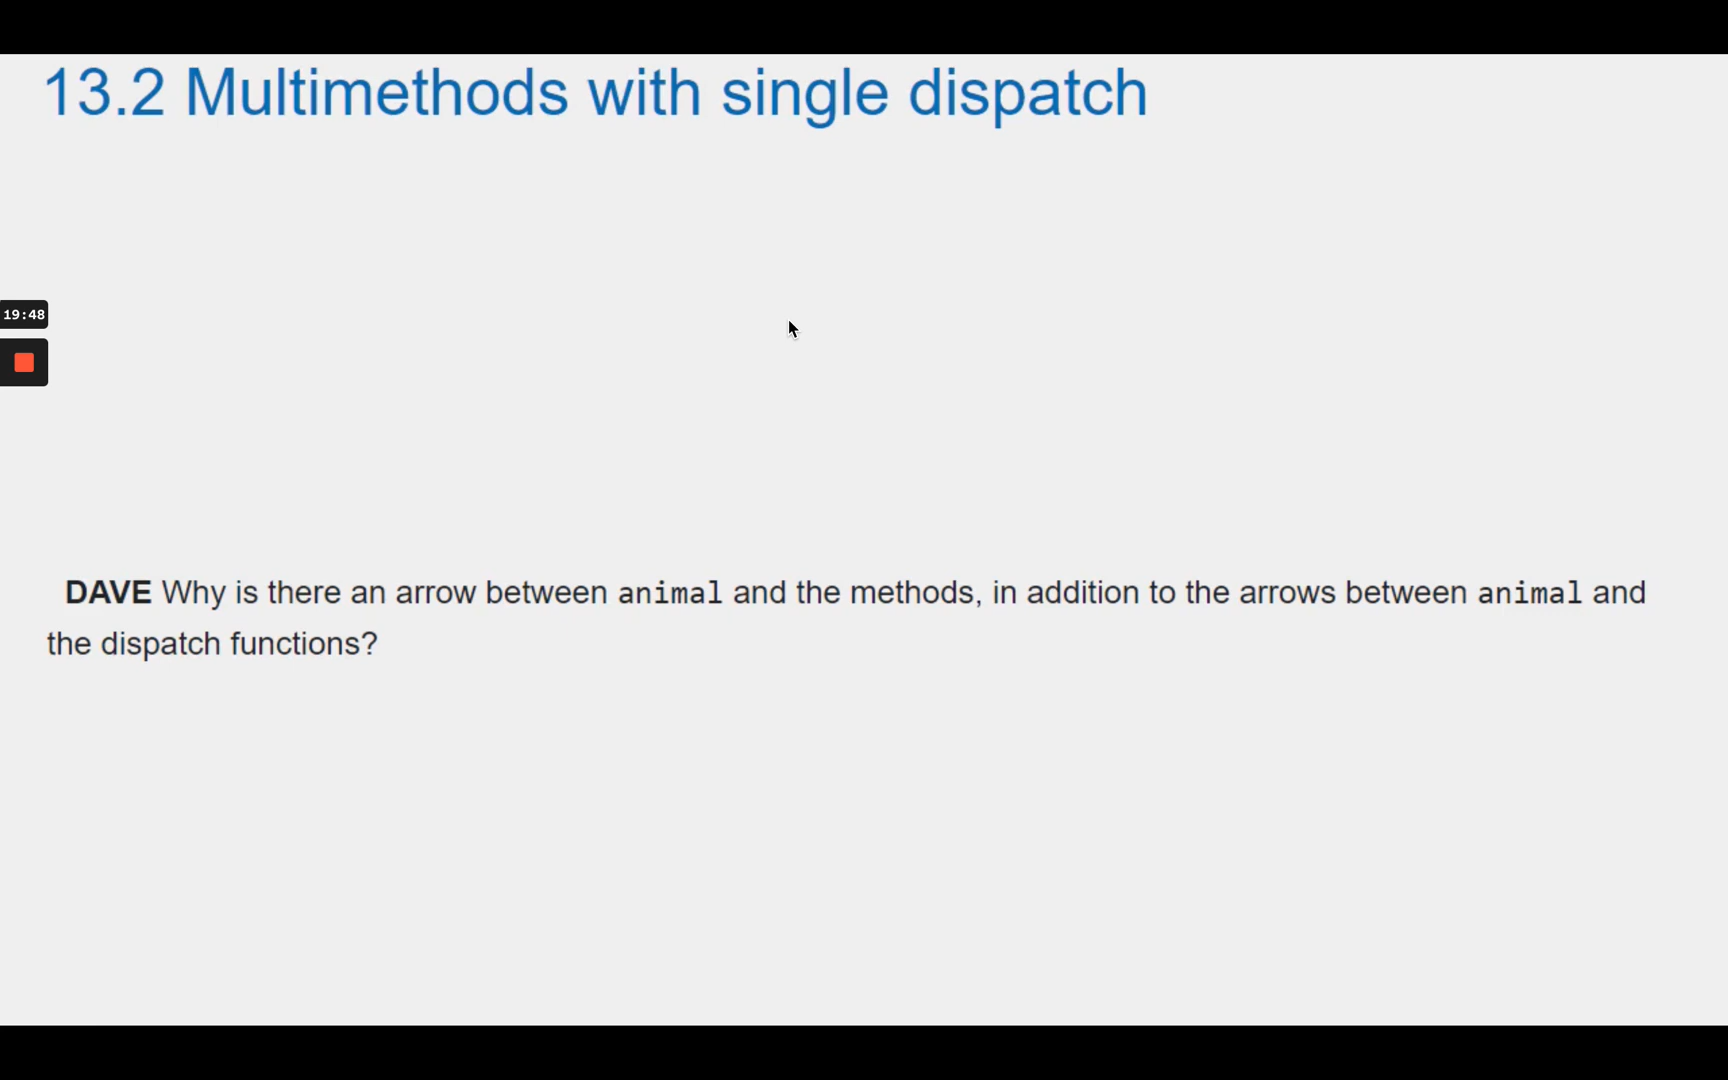 13.2 Multimethods with single dispatch
19:48
DAVE Why is there an arrow between animal and the methods, in addition to the arrows between animal and
the dispatch functions?